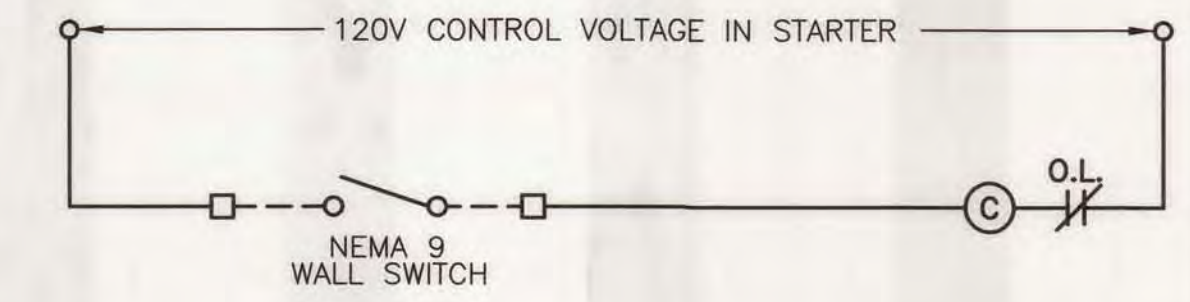 120V CONTROL VOLTAGE IN STARTER
O.L.
C
NEMA 9
WALL SWITCH